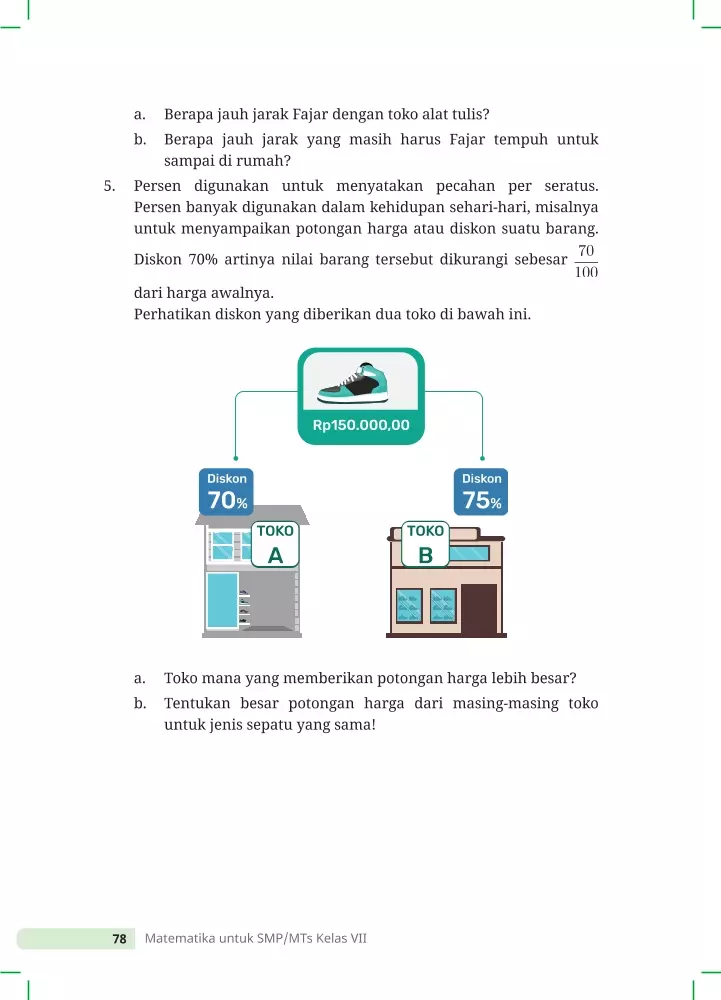 a. Berapa jauh jarak Fajar dengan toko alat tulis?
b. Berapa jauh jarak yang masih harus Fajar tempuh untuk
sampai di rumah?
5. Persen digunakan untuk menyatakan pecahan per seratus.
Persen banyak digunakan dalam kehidupan sehari-hari, misalnya
untuk menyampaikan potongan harga atau diskon suatu barang.
Diskon 70% artinya nilai barang tersebut dikurangi sebesar 70/100
dari harga awalnya.
Perhatikan diskon yang diberikan dua toko di bawah ini.
Rp150.000,00
Diskon
70%
Diskon
75%
TOKO
A
TOKO
B
a. Toko mana yang memberikan potongan harga lebih besar?
b. Tentukan besar potongan harga dari masing-masing toko
untuk jenis sepatu yang sama!
78 Matematika untuk SMP/MTs Kelas VII